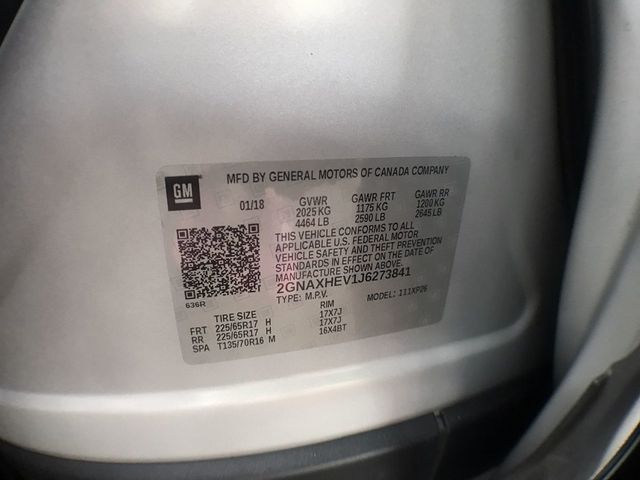 MFD BY GENERAL MOTORS OF CANADA COMPANY
GM
01/18 GVWR GAWR FRT GAWR RR
2025 KG 1175 KG 1200 KG
4464 LB 2590 LB 2645 LB
THIS VEHICLE CONFORMS TO ALL
APPLICABLE U.S. FEDERAL MOTOR
VEHICLE SAFETY AND THEFT PREVENTION
STANDARDS IN EFFECT ON THE DATE OF
MANUFACTURE SHOWN ABOVE.
2GNAXHEV1J6273841
TYPE: M.P.V. MODEL: 111XP26
636R
TIRE SIZE RIM
FRT 225/65R17 H 17X7J
RR 225/65R17 H 17X7J
SPA T135/70R16 M 16X4BT